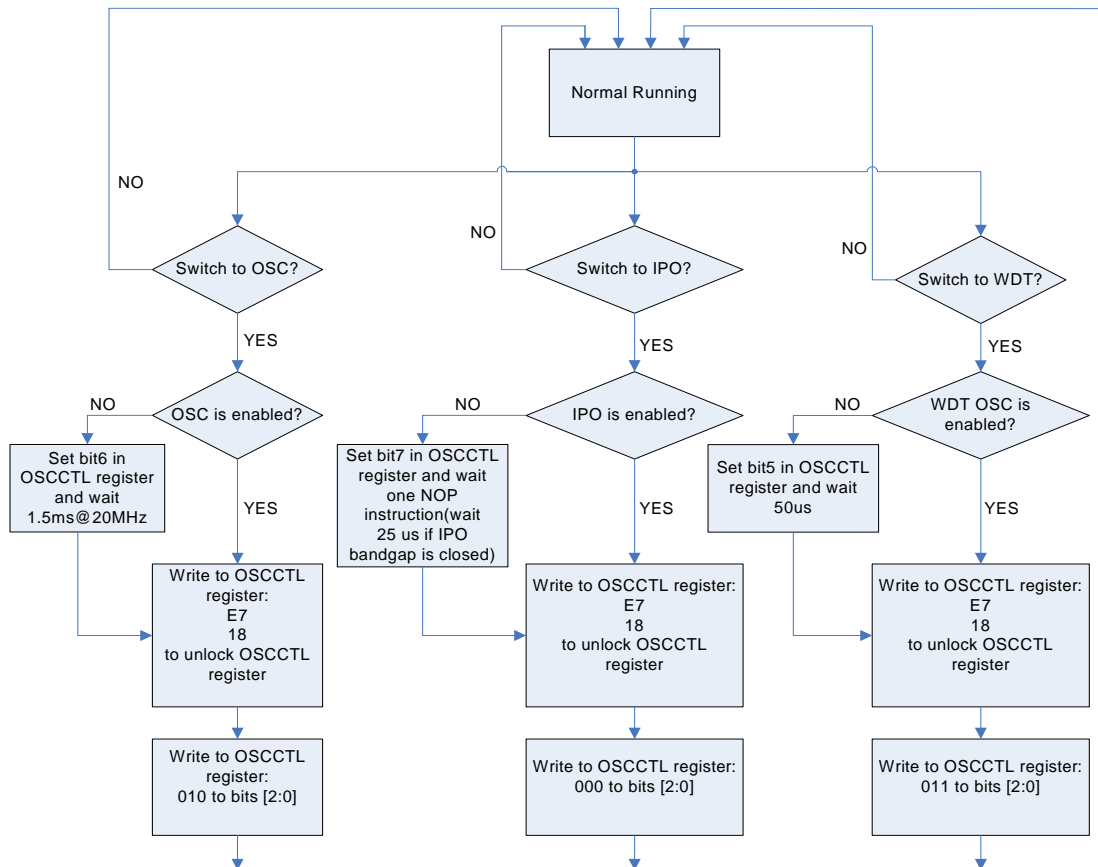 Normal Running
NO
NO
NO
Switch to OSC?
Switch to IPO?
Switch to WDT?
YES
YES
YES
OSC is enabled?
IPO is enabled?
WDT OSC is
enabled?
NO
NO
NO
Set bit6 in
OSCCTL register
and wait
1.5ms@20MHz
Set bit7 in OSCCTL
register and wait
one NOP
instruction(wait
25 us if IPO
bandgap is closed)
Set bit5 in OSCCTL
register and wait
50us
YES
YES
YES
Write to OSCCTL
register:
E7
18
to unlock OSCCTL
register
Write to OSCCTL register:
E7
18
to unlock OSCCTL
register
Write to OSCCTL register:
E7
18
to unlock OSCCTL
register
Write to OSCCTL
register:
010 to bits [2:0]
Write to OSCCTL register:
000 to bits [2:0]
Write to OSCCTL register:
011 to bits [2:0]